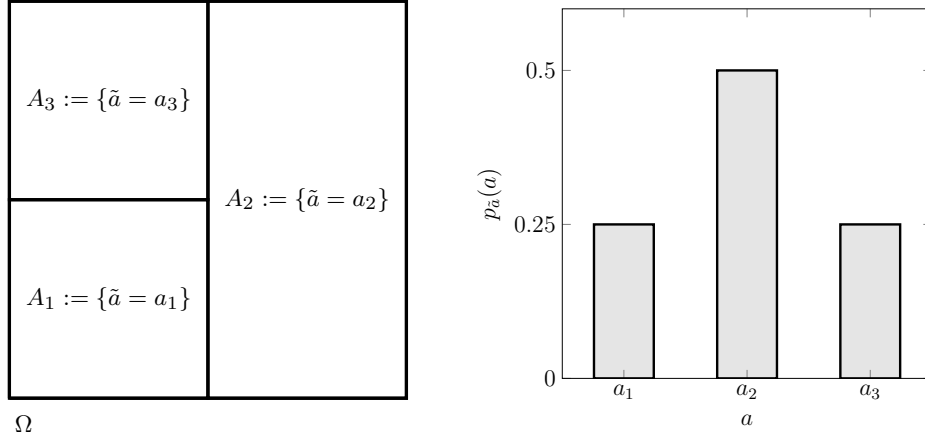 A₃ := {ã = a₃}
A₂ := {ã = a₂}
A₁ := {ã = a₁}
Ω
0.5
0.25
0
p_ã(a)
a₁ a₂ a₃
a